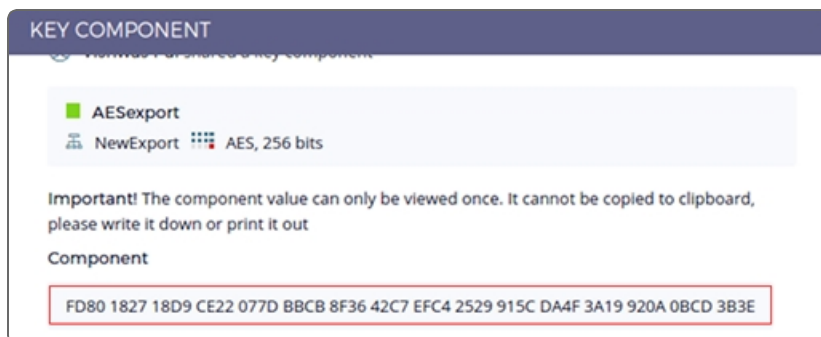 KEY COMPONENT
shared a key component
AESexport
NewExport AES, 256 bits
Important! The component value can only be viewed once. It cannot be copied to clipboard,
please write it down or print it out
Component
FD80 1827 18D9 CE22 077D BBCB 8F36 42C7 EFC4 2529 915C DA4F 3A19 920A 0BCD 3B3E